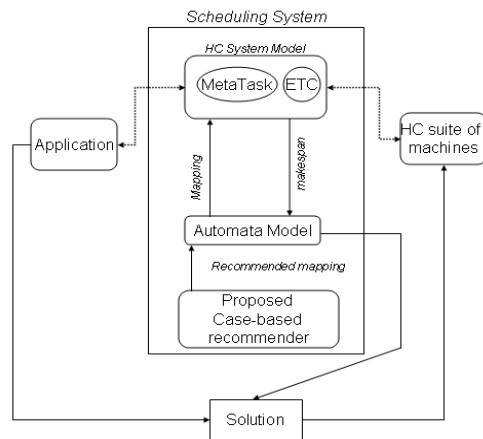 Scheduling System
HC System Model
MetaTask
ETC
Application
HC suite of
machines
Mapping
makespan
Automata Model
Recommended mapping
Proposed
Case-based
recommender
Solution